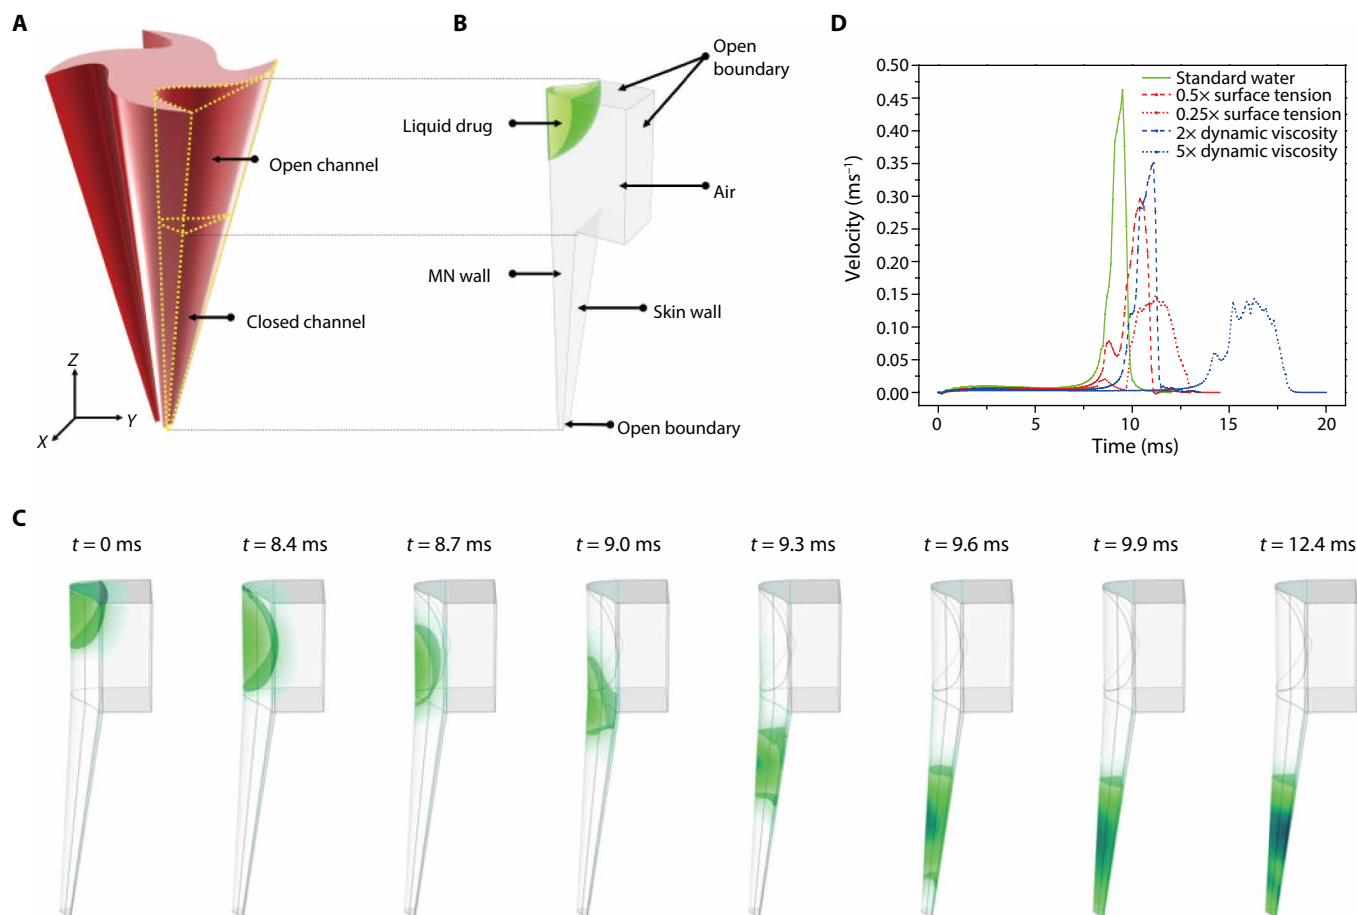 A
Open channel
Closed channel
Z
Y
X
B
Open
boundary
Liquid drug
Air
MN wall
Skin wall
Open boundary
D
Velocity (ms⁻¹)
0.50
0.45
0.40
0.35
0.30
0.25
0.20
0.15
0.10
0.05
0.00
Standard water
0.5× surface tension
0.25× surface tension
2× dynamic viscosity
5× dynamic viscosity
0
5
10
15
20
Time (ms)
C
t = 0 ms
t = 8.4 ms
t = 8.7 ms
t = 9.0 ms
t = 9.3 ms
t = 9.6 ms
t = 9.9 ms
t = 12.4 ms